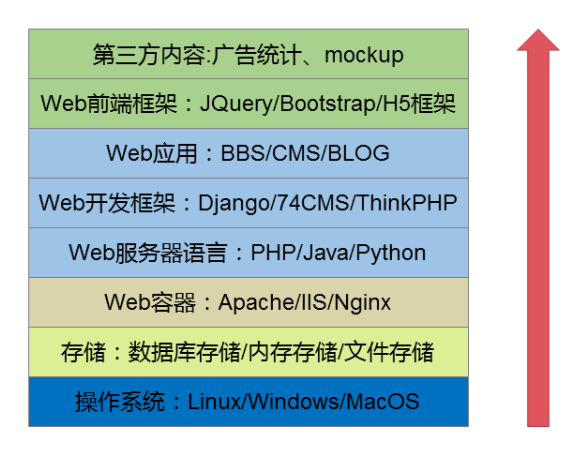 第三方内容:广告统计、mockup
Web前端框架：JQuery/Bootstrap/H5框架
Web应用：BBS/CMS/BLOG
Web开发框架：Django/74CMS/ThinkPHP
Web服务器语言：PHP/Java/Python
Web容器：Apache/IIS/Nginx
存储：数据库存储/内存存储/文件存储
操作系统：Linux/Windows/MacOS